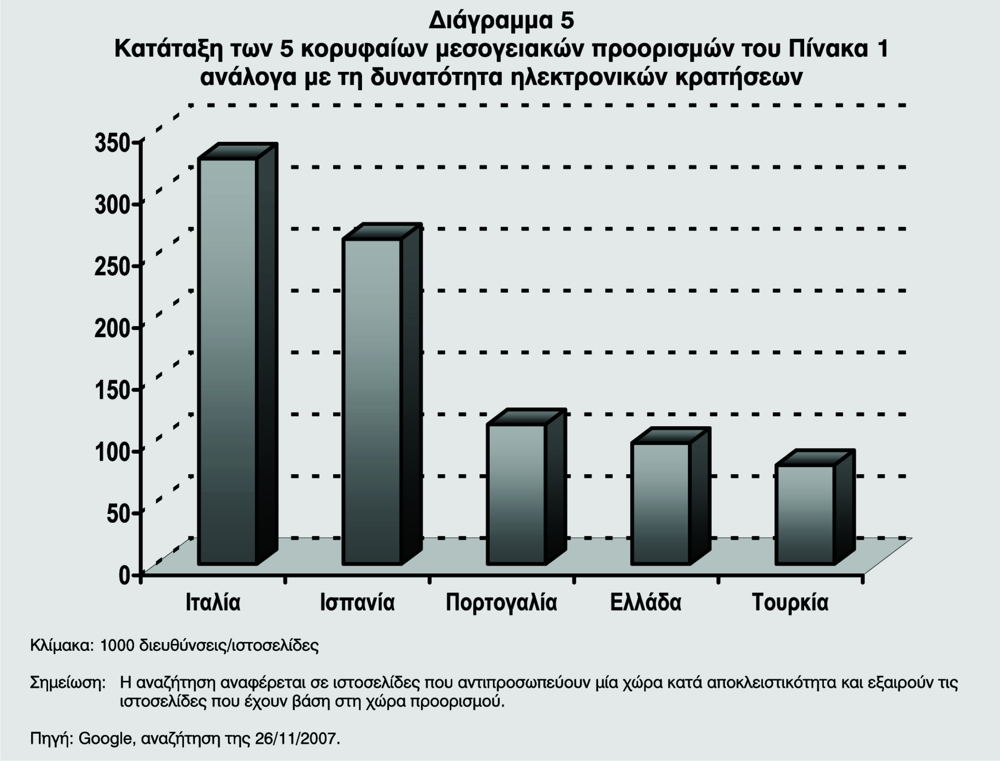 Διάγραμμα 5
Κατάταξη των 5 κορυφαίων μεσογειακών προορισμών του Πίνακα 1
ανάλογα με τη δυνατότητα ηλεκτρονικών κρατήσεων
350
300
250
200
150
100
50
0
Ιταλία Ισπανία Πορτογαλία Ελλάδα Τουρκία
Κλίμακα: 1000 διευθύνσεις/ιστοσελίδες
Σημείωση: Η αναζήτηση αναφέρεται σε ιστοσελίδες που αντιπροσωπεύουν μία χώρα κατά αποκλειστικότητα και εξαιρούν τις
ιστοσελίδες που έχουν βάση στη χώρα προορισμού.
Πηγή: Google, αναζήτηση της 26/11/2007.